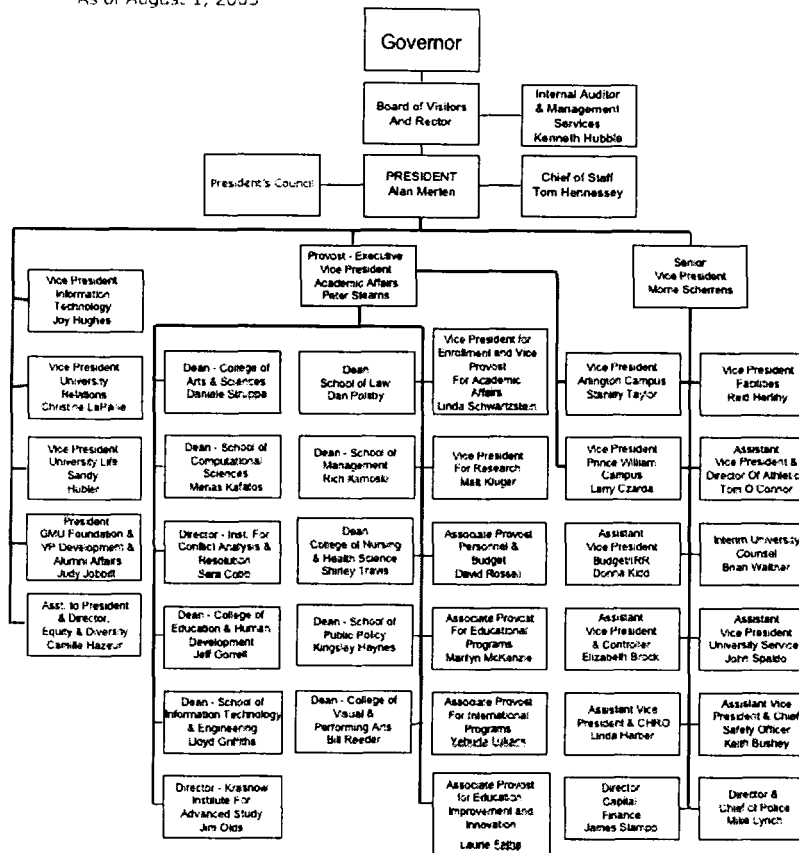 As of August 1, 2005
Governor
Board of Visitors
And Rector
Internal Auditor
& Management
Services
Kenneth Hubble
President's Council
PRESIDENT
Alan Merten
Chief of Staff
Tom Hennessey
Provost - Executive
Vice President
Academic Affairs
Peter Stearns
Senior
Vice President
Morrie Scherrens
Vice President
Information
Technology
Joy Hughes
Vice President
University
Relations
Christine LaPaille
Vice President
University Life
Sandy
Hubler
President
GMU Foundation &
VP Development &
Alumni Affairs
Judy Jobbitt
Asst. to President
& Director,
Equity & Diversity
Camille Hazeur
Dean - College of
Arts & Sciences
Daniele Struppa
Dean - School of
Computational
Sciences
Menas Kafatos
Director - Inst. For
Conflict Analysis &
Resolution
Sara Cobb
Dean - College of
Education & Human
Development
Jeff Gorrell
Dean - School of
Information Technology
& Engineering
Lloyd Griffiths
Director - Krasnow
Institute For
Advanced Study
Jim Olds
Dean
School of Law
Dan Polsby
Dean - School of
Management
Rich Klimoski
Dean
College of Nursing
& Health Science
Shirley Travis
Dean - School of
Public Policy
Kingsley Haynes
Dean - College of
Visual &
Performing Arts
Bill Reeder
Vice President for
Enrollment and Vice
Provost
For Academic
Affairs
Linda Schwartzstein
Vice President
For Research
Matt Kluger
Associate Provost
Personnel &
Budget
David Rossell
Associate Provost
For Educational
Programs
Marilyn McKenzie
Associate Provost
For International
Programs
Yehuda Lukacs
Associate Provost
for Education
Improvement and
Innovation
Laurie
Vice President
Arlington Campus
Stanley Taylor
Vice President
Prince William
Campus
Larry Czarda
Assistant
Vice President
Budget/IRR
Donna Kidd
Assistant
Vice President
& Controller
Elizabeth Brock
Assistant Vice
President & CHRO
Linda Harber
Director
Capital
Finance
James Stampo
Vice President
Facilities
Reid Herlihy
Assistant
Vice President &
Director Of Athletic
Tom O Connor
Interim University
Counsel
Brian Walther
Assistant
Vice President
University Service
John Spaldo
Assistant Vice
President & Chief
Safety Officer
Keith Bushey
Director &
Chief of Police
Mike Lynch